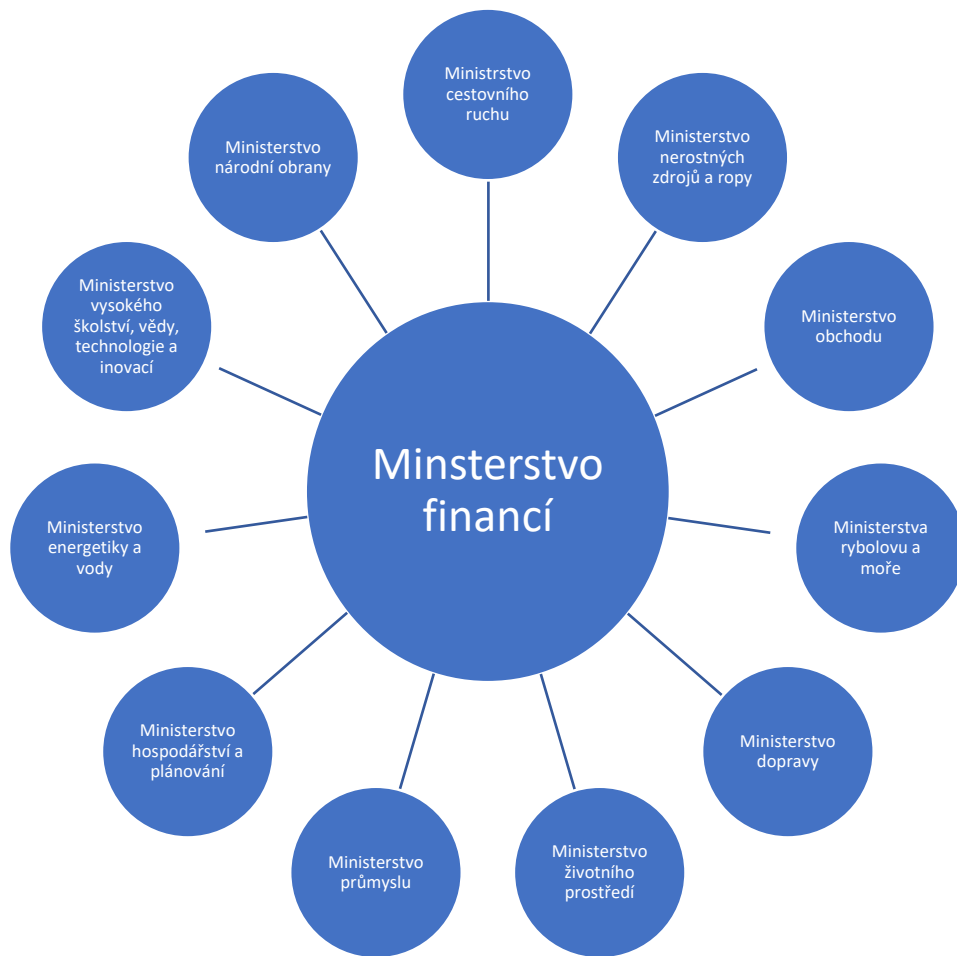 Ministrstvo
cestovního
ruchu
Ministerstvo
nerostných
zdrojů a ropy
Ministerstvo
obchodu
Ministerstva
rybolovu a
moře
Ministerstvo
dopravy
Ministerstvo
životního
prostředí
Ministerstvo
průmyslu
Ministerstvo
hospodářství a
plánování
Ministerstvo
energetiky a
vody
Ministerstvo
vysokého
školství, vědy,
technologie a
inovací
Ministerstvo
národní obrany
Minsterstvo
financí